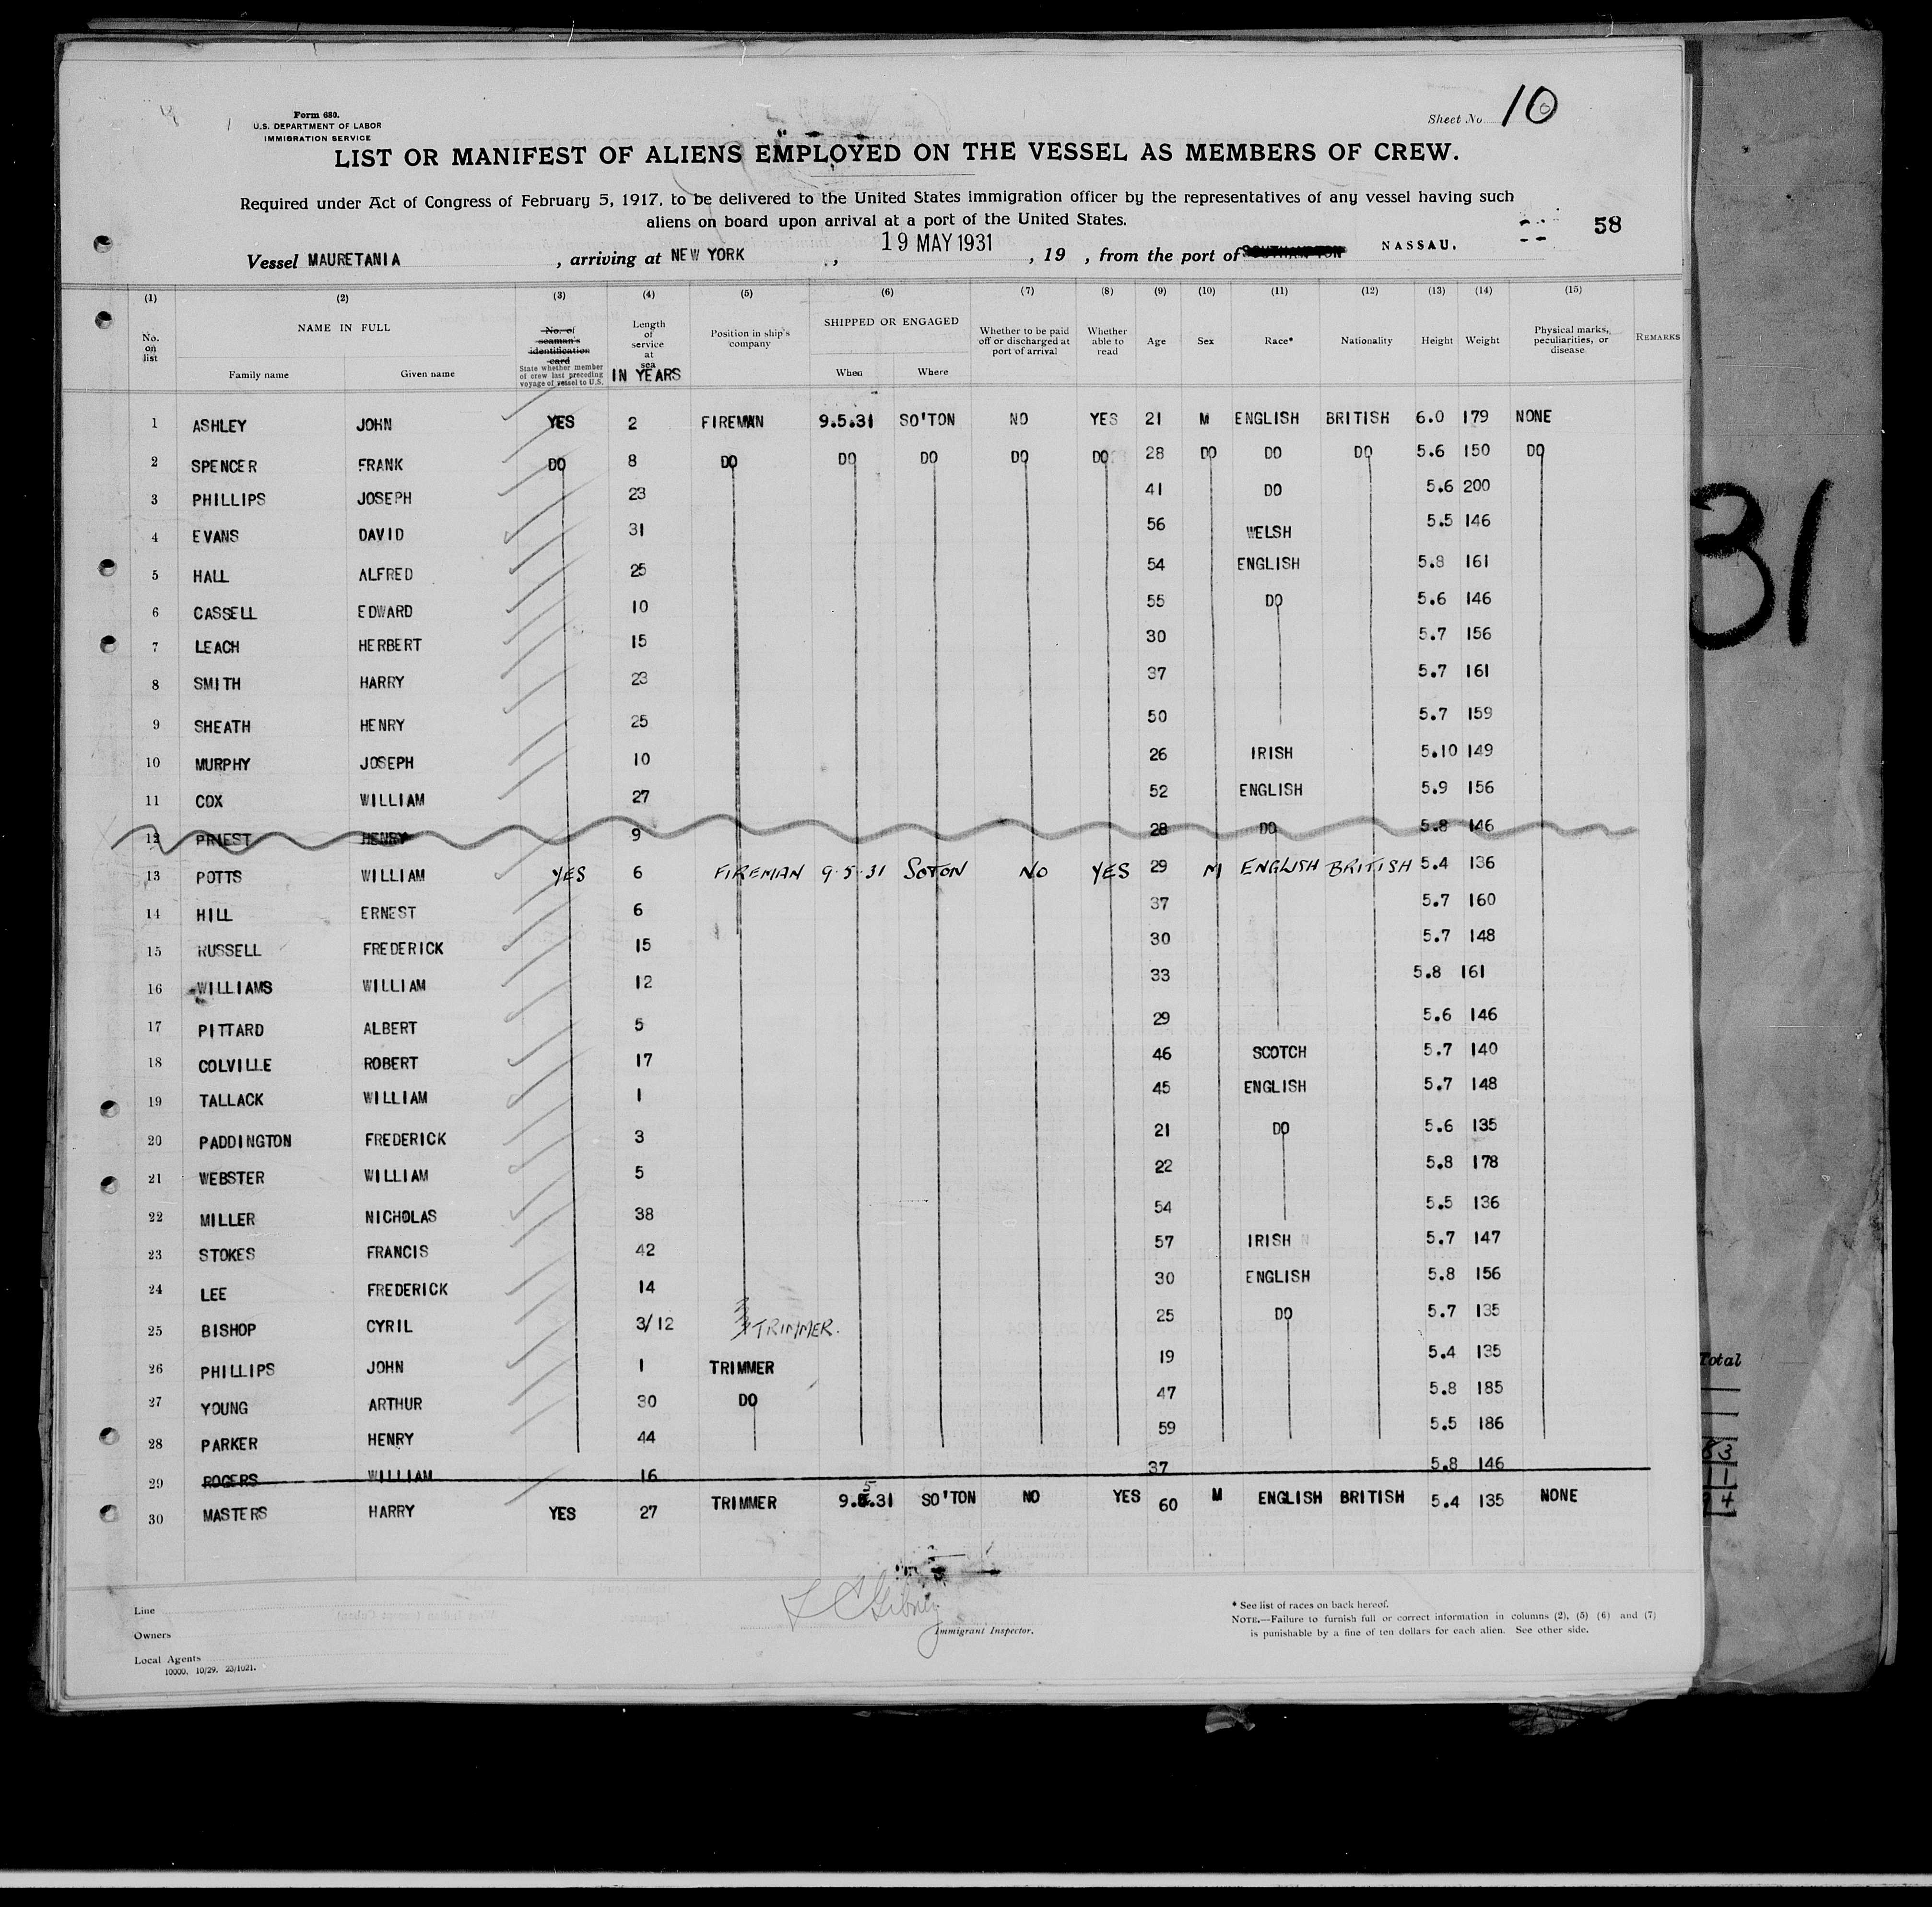 Form 680.
U.S. DEPARTMENT OF LABOR
IMMIGRATION SERVICE
Sheet No 10
LIST OR MANIFEST OF ALIENS EMPLOYED ON THE VESSEL AS MEMBERS OF CREW.
Required under Act of Congress of February 5, 1917, to be delivered to the United States immigration officer by the representatives of any vessel having such
aliens on board upon arrival at a port of the United States.
58
Vessel MAURETANIA , arriving at NEW YORK , 19 MAY 1931 , 19 , from the port of SOUTHAMPTON NASSAU.
(1) (2) (3) (4) (5) (6) (7) (8) (9) (10) (11) (12) (13) (14) (15)
No. on list NAME IN FULL Family name Given name No. of seaman's identification card State whether member of crew last preceding voyage of vessel to U.S. Length of service at sea IN YEARS Position in ship's company SHIPPED OR ENGAGED When Where Whether to be paid off or discharged at port of arrival Whether able to read Age Sex Race* Nationality Height Weight Physical marks, peculiarities, or disease REMARKS
1 ASHLEY JOHN YES 2 FIREMAN 9.5.31 SO'TON NO YES 21 M ENGLISH BRITISH 6.0 179 NONE
2 SPENCER FRANK DO 8 DO DO DO DO DO 28 DO DO DO 5.6 150 DO
3 PHILLIPS JOSEPH 23 41 DO 5.6 200
4 EVANS DAVID 31 56 WELSH 5.5 146
5 HALL ALFRED 25 54 ENGLISH 5.8 161
6 CASSELL EDWARD 10 55 DO 5.6 146
7 LEACH HERBERT 15 30 5.7 156
8 SMITH HARRY 23 37 5.7 161
9 SHEATH HENRY 25 50 5.7 159
10 MURPHY JOSEPH 10 26 IRISH 5.10 149
11 COX WILLIAM 27 52 ENGLISH 5.9 156
12 PRIEST HENRY 9 28 DO 5.8 146
13 POTTS WILLIAM YES 6 FIREMAN 9.5.31 SOTON NO YES 29 M ENGLISH BRITISH 5.4 136
14 HILL ERNEST 6 37 5.7 160
15 RUSSELL FREDERICK 15 30 5.7 148
16 WILLIAMS WILLIAM 12 33 5.8 161
17 PITTARD ALBERT 5 29 5.6 146
18 COLVILLE ROBERT 17 46 SCOTCH 5.7 140
19 TALLACK WILLIAM 1 45 ENGLISH 5.7 148
20 PADDINGTON FREDERICK 3 21 DO 5.6 135
21 WEBSTER WILLIAM 5 22 5.8 178
22 MILLER NICHOLAS 38 54 5.5 136
23 STOKES FRANCIS 42 57 IRISH 5.7 147
24 LEE FREDERICK 14 30 ENGLISH 5.8 156
25 BISHOP CYRIL 3/12 TRIMMER. 25 DO 5.7 135
26 PHILLIPS JOHN 1 TRIMMER 19 5.4 135
27 YOUNG ARTHUR 30 DO 47 5.8 185
28 PARKER HENRY 44 59 5.5 186
29 ROGERS WILLIAM 16 37 5.8 146
30 MASTERS HARRY YES 27 TRIMMER 9.5.31 SO'TON NO YES 60 M ENGLISH BRITISH 5.4 135 NONE
Immigrant Inspector.
Line
Owners
Local Agents
10000. 10/29. 23/1021.
* See list of races on back hereof.
NOTE.—Failure to furnish full or correct information in columns (2), (5) (6) and (7)
is punishable by a fine of ten dollars for each alien. See other side.
31
Total